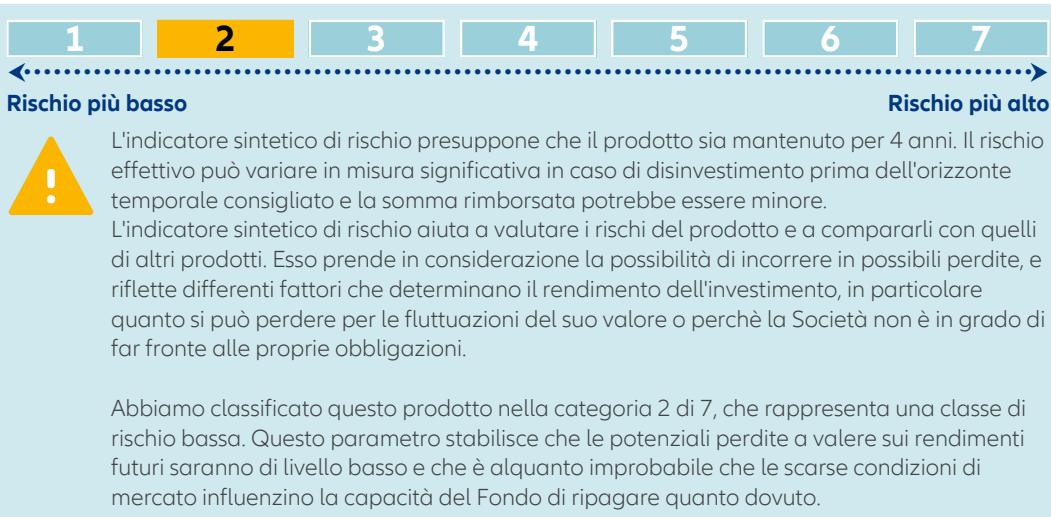 1 2 3 4 5 6 7
Rischio più basso Rischio più alto
L'indicatore sintetico di rischio presuppone che il prodotto sia mantenuto per 4 anni. Il rischio
effettivo può variare in misura significativa in caso di disinvestimento prima dell'orizzonte
temporale consigliato e la somma rimborsata potrebbe essere minore.
L'indicatore sintetico di rischio aiuta a valutare i rischi del prodotto e a compararli con quelli
di altri prodotti. Esso prende in considerazione la possibilità di incorrere in possibili perdite, e
riflette differenti fattori che determinano il rendimento dell'investimento, in particolare
quanto si può perdere per le fluttuazioni del suo valore o perchè la Società non è in grado di
far fronte alle proprie obbligazioni.
Abbiamo classificato questo prodotto nella categoria 2 di 7, che rappresenta una classe di
rischio bassa. Questo parametro stabilisce che le potenziali perdite a valere sui rendimenti
futuri saranno di livello basso e che è alquanto improbabile che le scarse condizioni di
mercato influenzino la capacità del Fondo di ripagare quanto dovuto.